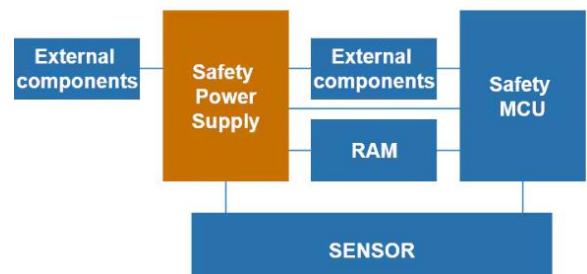 External
components
Safety
Power
Supply
External
components
Safety
MCU
RAM
SENSOR